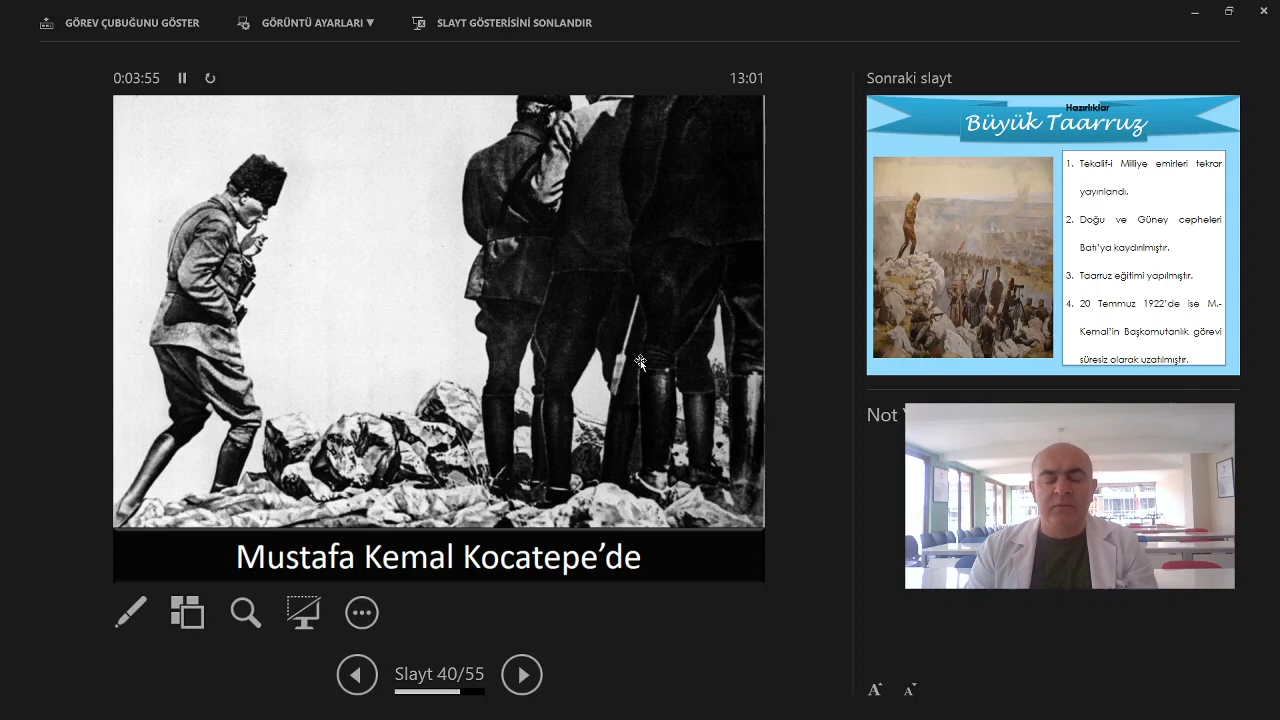 GÖREV ÇUBUĞUNU GÖSTER
GÖRÜNTÜ AYARLARI ▼
SLAYT GÖSTERİSİNİ SONLANDIR
0:03:55
13:01
Mustafa Kemal Kocatepe’de
Slayt 40/55
Sonraki slayt
Hazırlıklar
Büyük Taarruz
1. Tekalif-i Milliye emirleri tekrar
yayınlandı.
2. Doğu ve Güney cepheleri
Batı'ya kaydırılmıştır.
3. Taarruz eğitimi yapılmıştır.
4. 20 Temmuz 1922'de ise M.-
Kemal'in Başkomutanlık görevi
süresiz olarak uzatılmıştır.
Not
A A